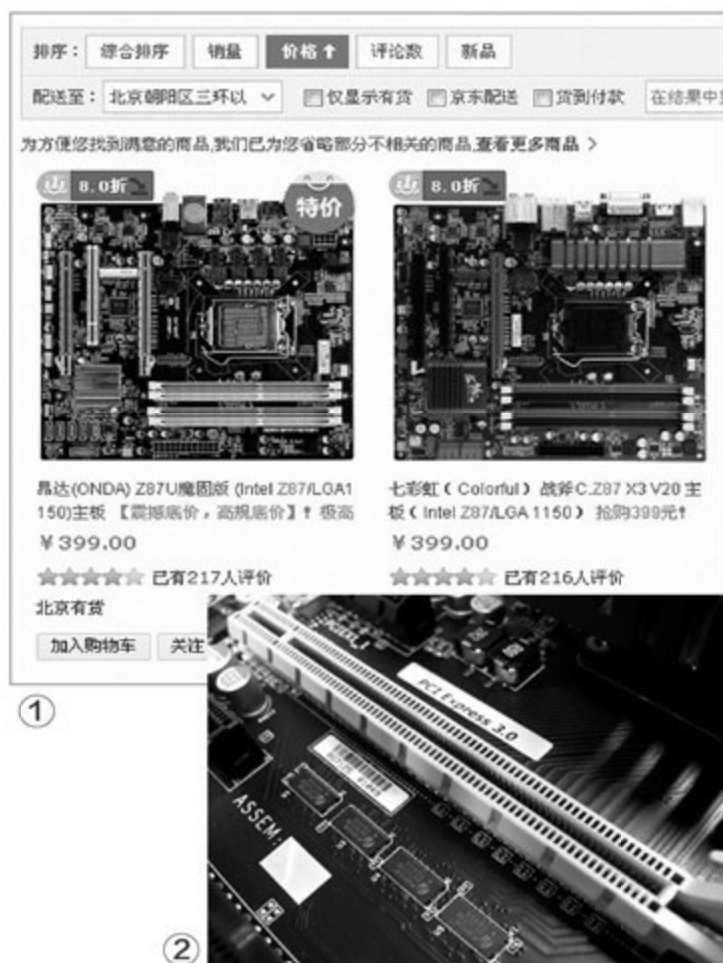 排序： 综合排序 销量 价格↑ 评论数 新品
配送至： 北京朝阳区三环以 仅显示有货 京东配送 货到付款 在结果中
为方便您找到满意的商品,我们已为您省略部分不相关的商品,查看更多商品 >
8.0折 特价 8.0折
昂达(ONDA) Z87U魔固版 (Intel Z87/LGA1
150)主板 【震撼底价，高规底价】！极高
￥399.00
已有217人评价
北京有货
加入购物车 关注
七彩虹（Colorful）战斧C.Z87 X3 V20 主
板（Intel Z87/LGA 1150） 抢购399元！
￥399.00
已有216人评价
①
PCI Express 3.0
ASSEM:
②